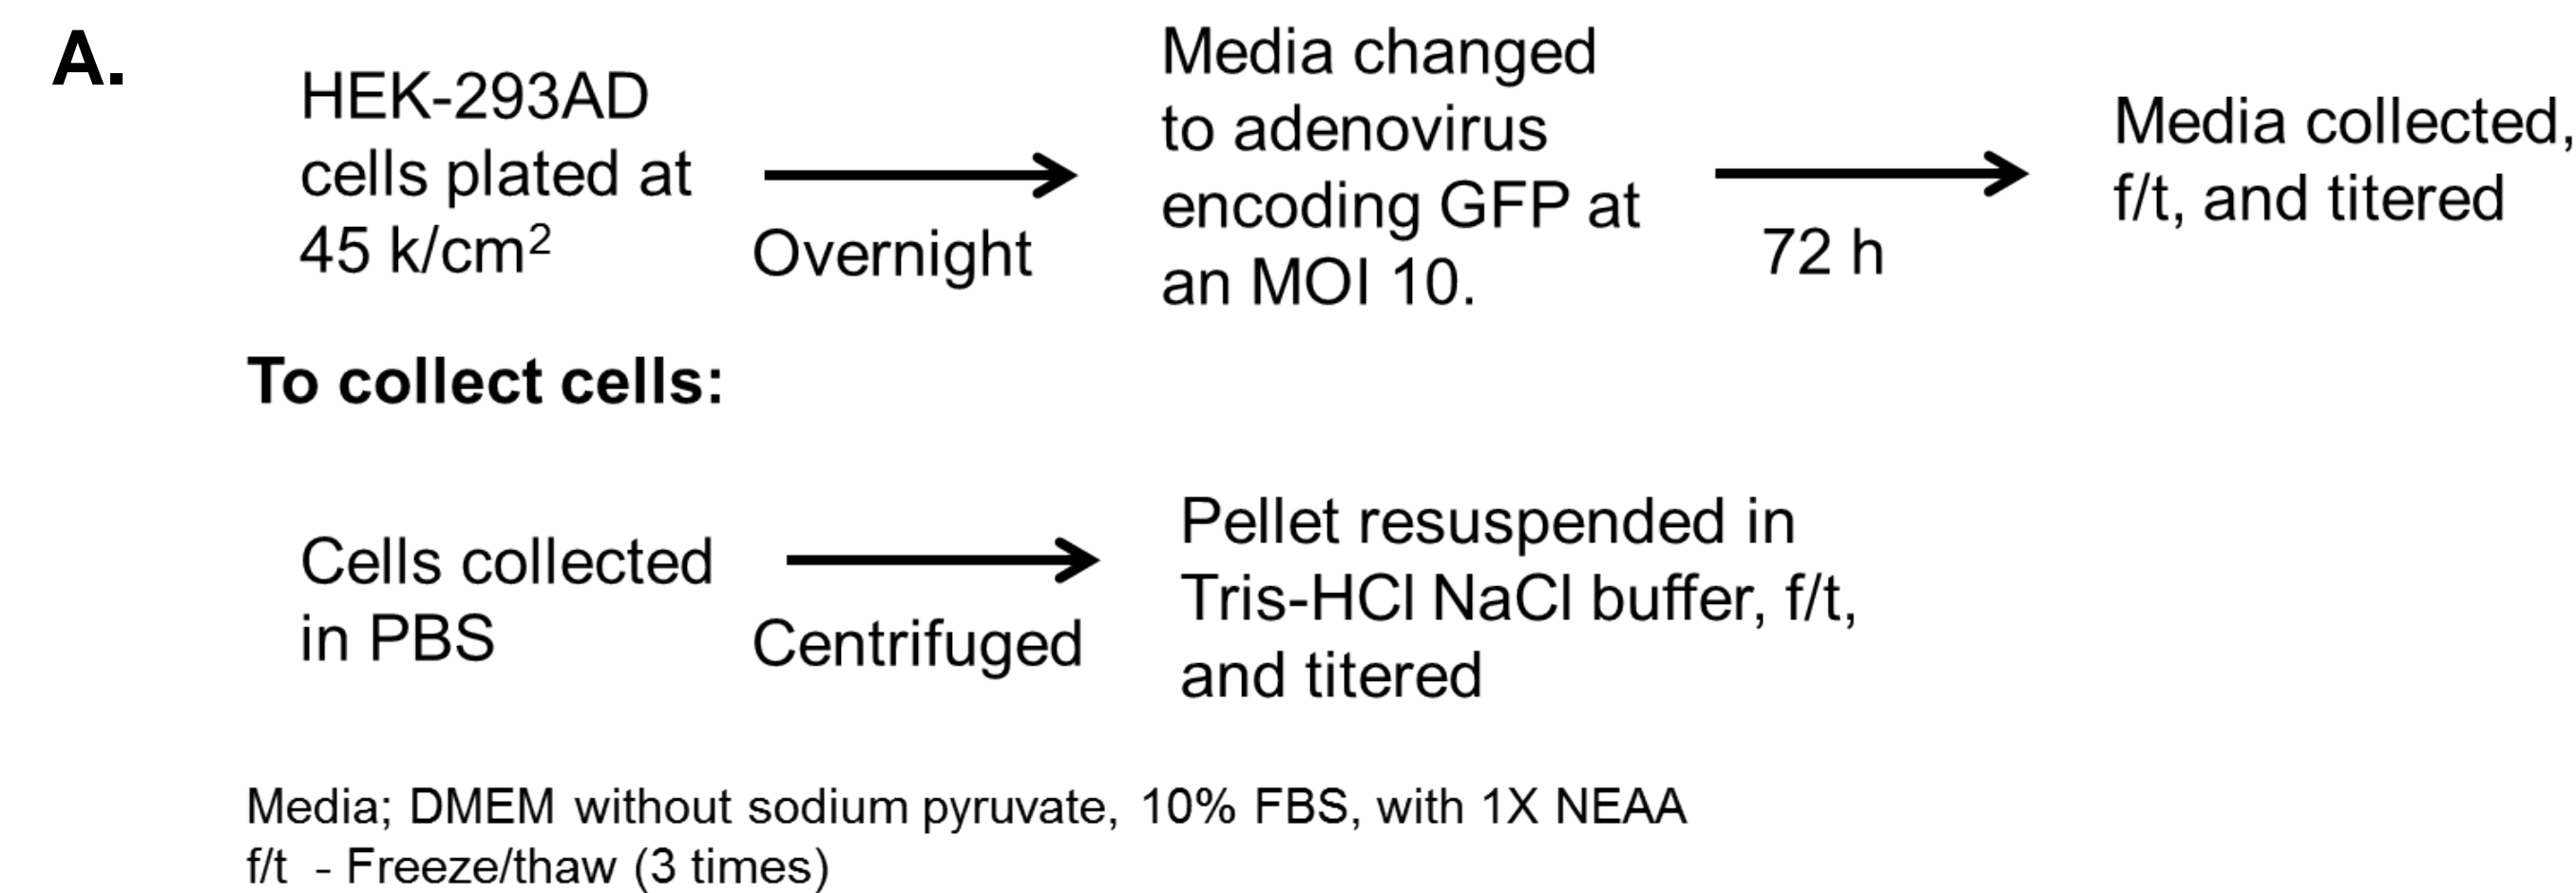 A.
HEK-293AD
cells plated at
45 k/cm²
Overnight
Media changed
to adenovirus
encoding GFP at
an MOI 10.
72 h
Media collected,
f/t, and titered
To collect cells:
Cells collected
in PBS
Centrifuged
Pellet resuspended in
Tris-HCl NaCl buffer, f/t,
and titered
Media; DMEM without sodium pyruvate, 10% FBS, with 1X NEAA
f/t - Freeze/thaw (3 times)